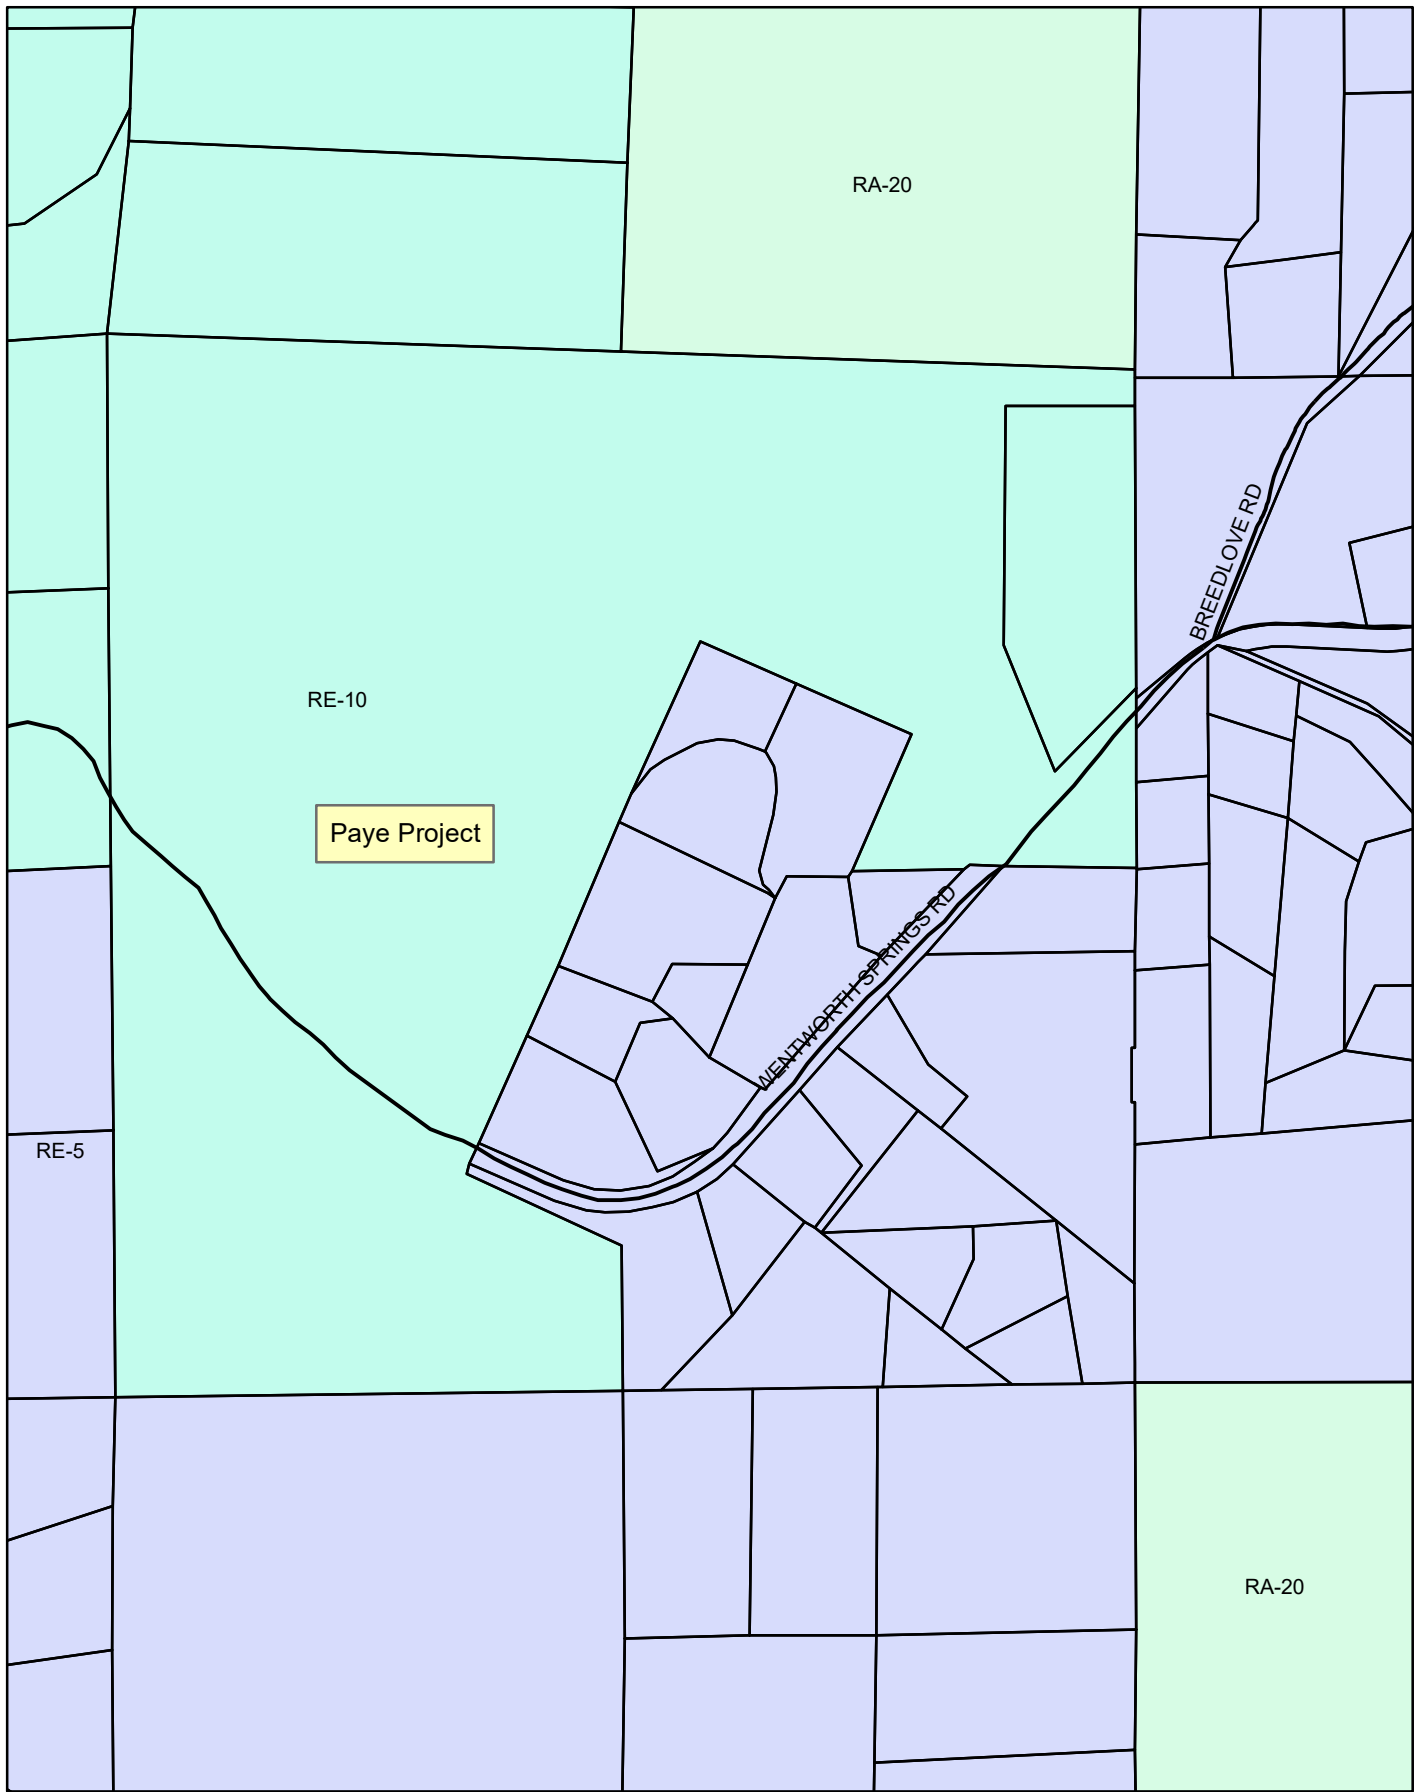 RA-20
BREEDLOVE RD
RE-10
Paye Project
WENTWORTH SPRINGS RD
RE-5
RA-20